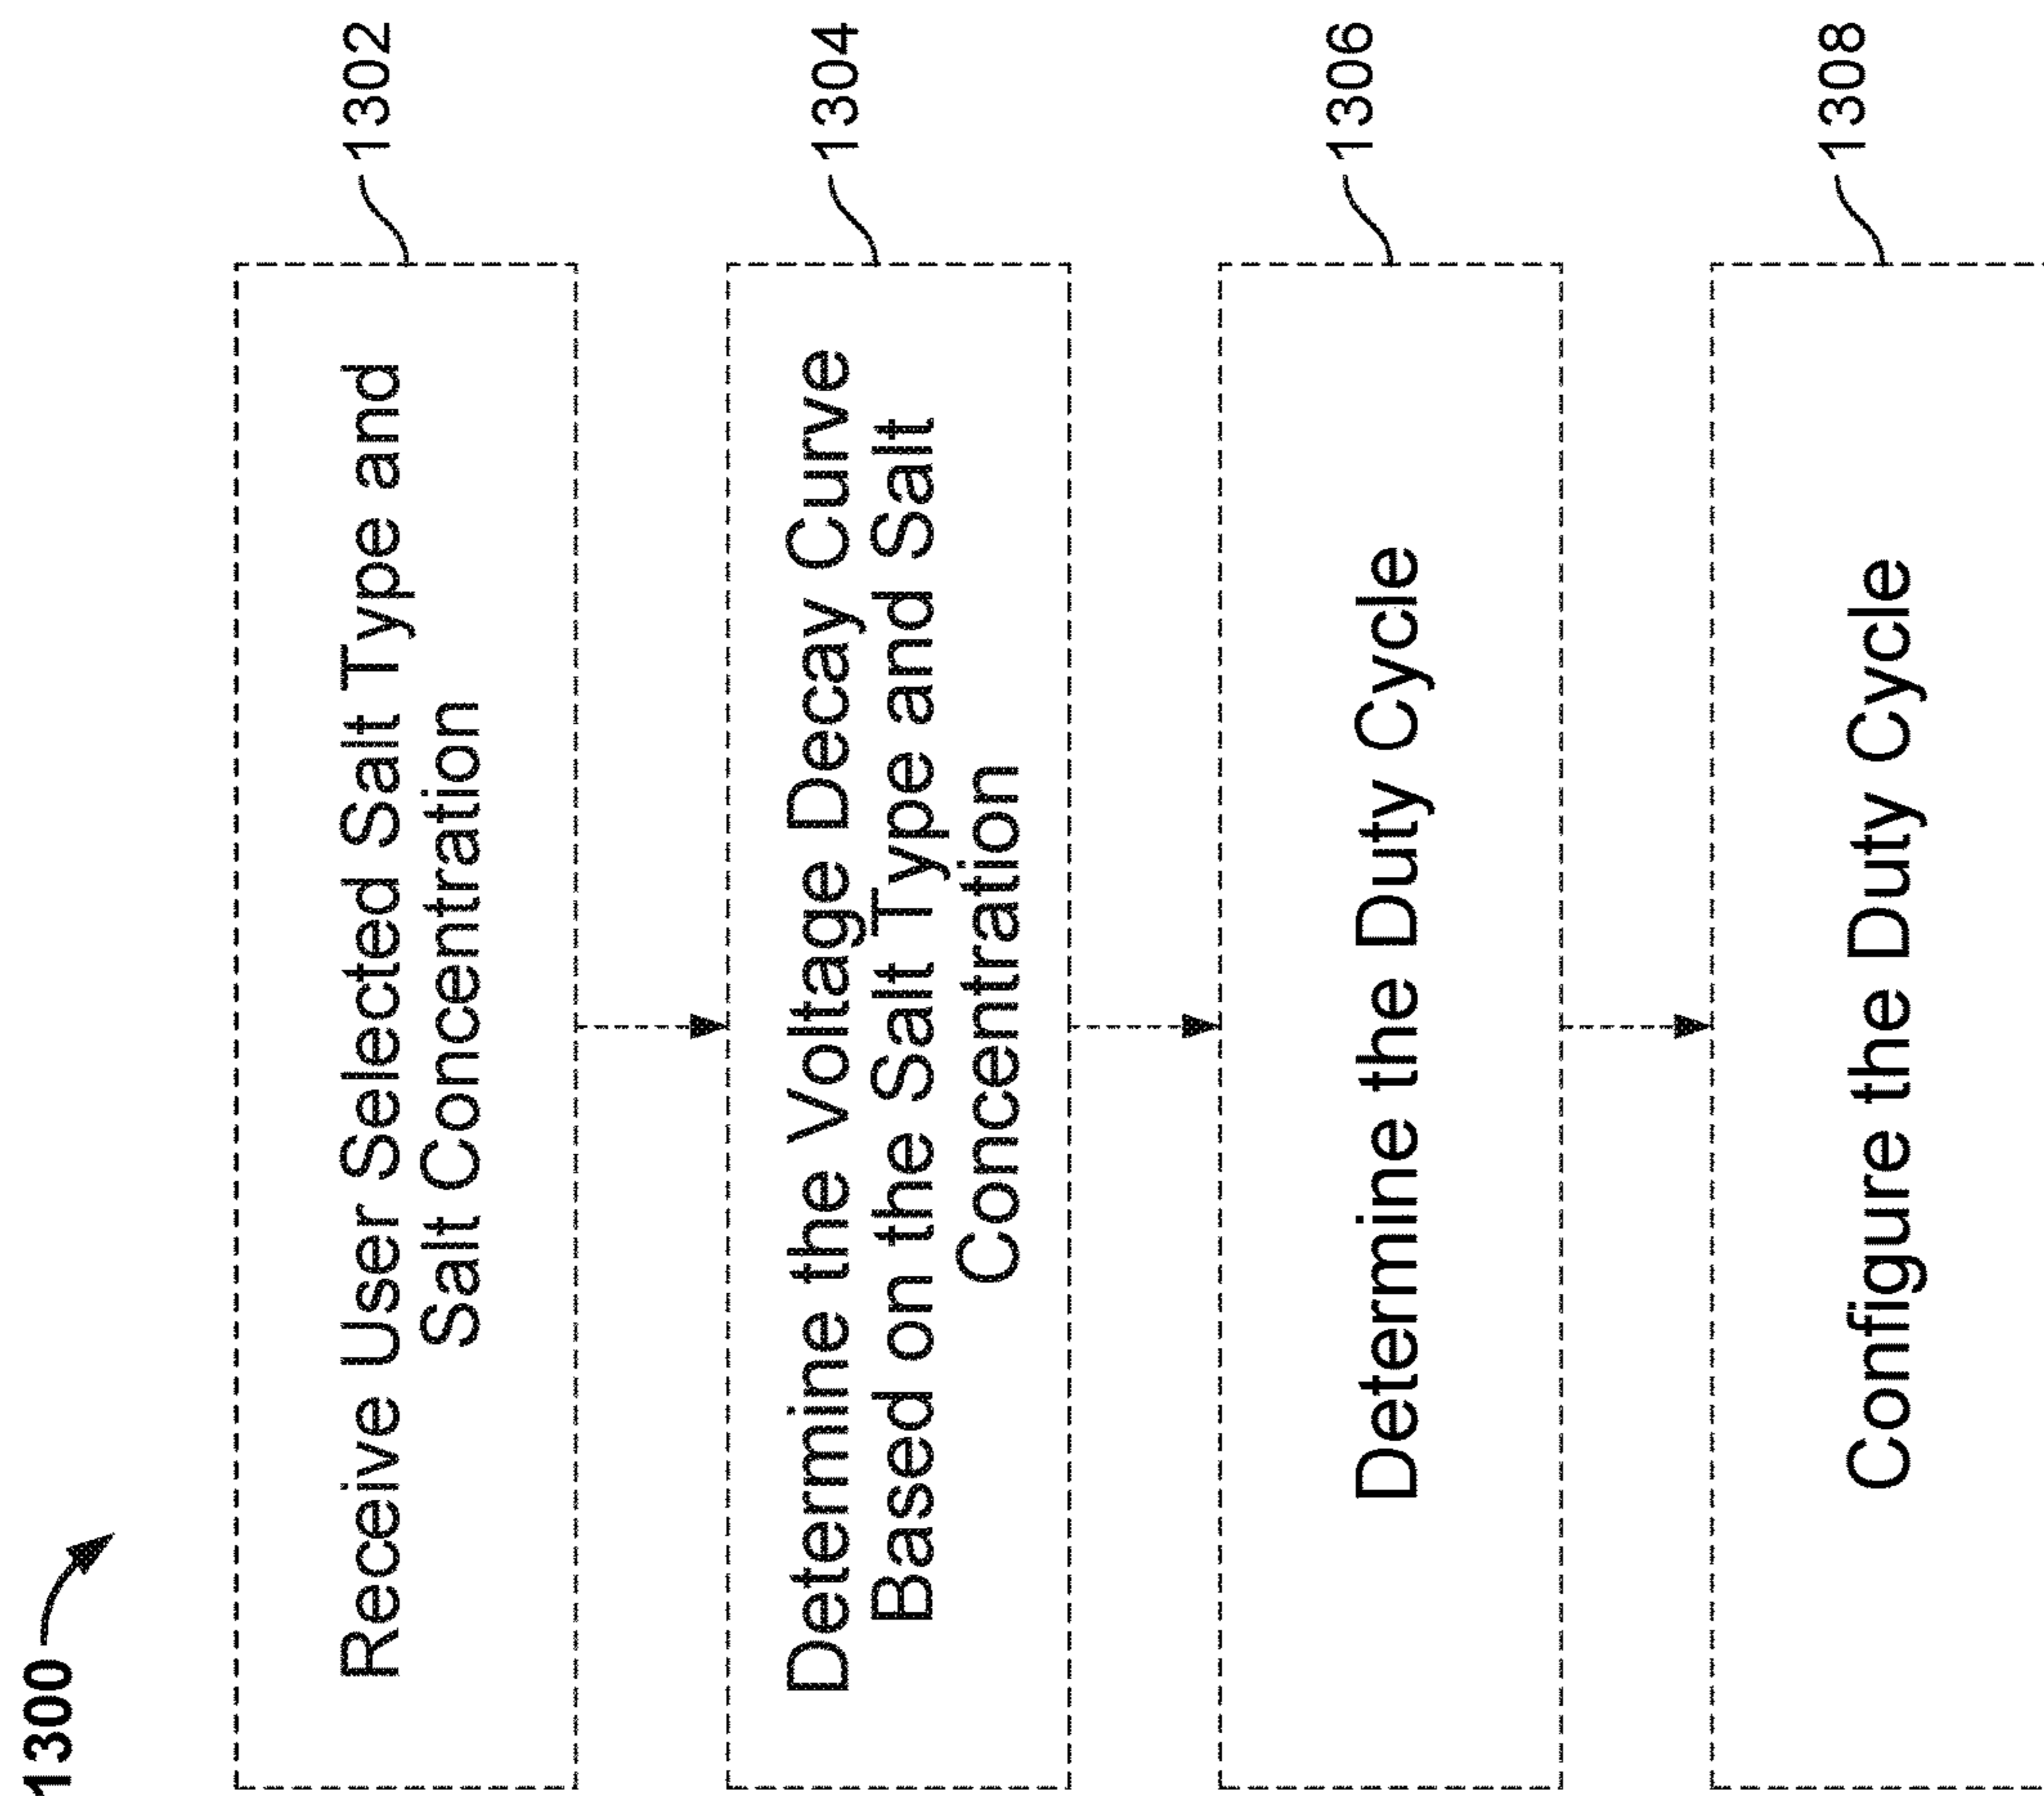 1300
Receive User Selected Salt Type and
Salt Concentration
1302
Determine the Voltage Decay Curve
Based on the Salt Type and Salt
Concentration
1304
Determine the Duty Cycle
1306
Configure the Duty Cycle
1308